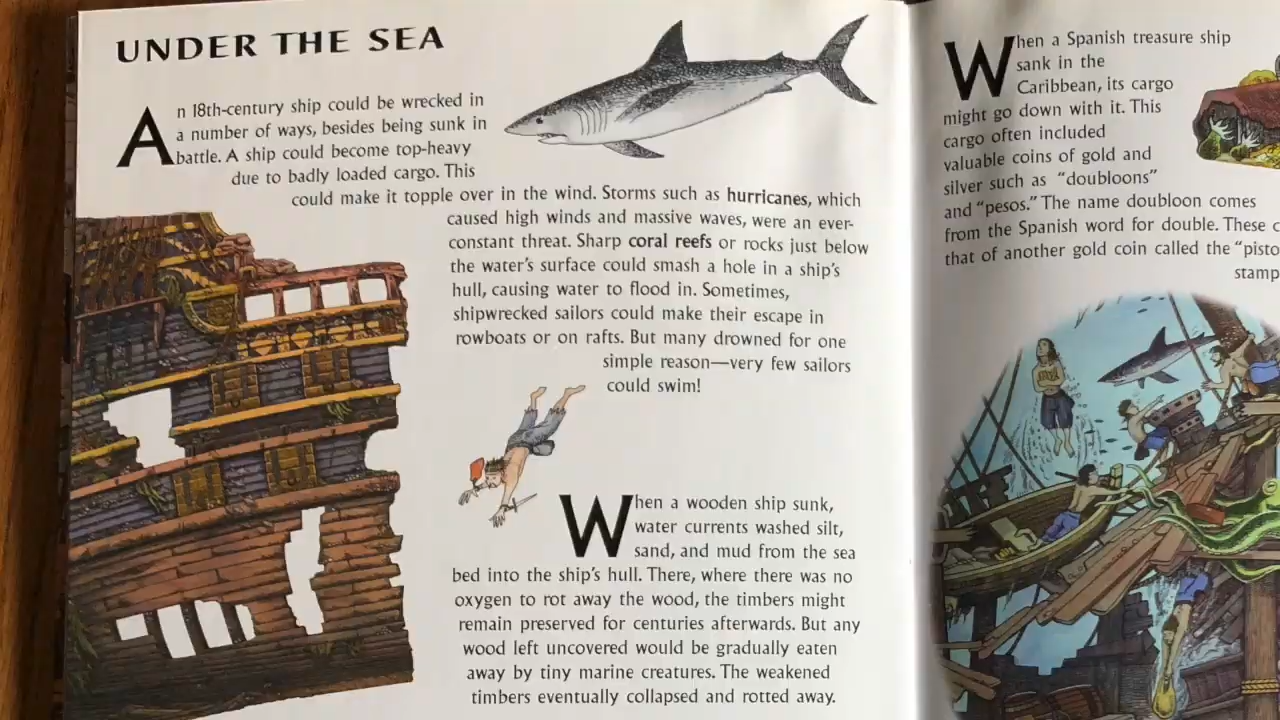 UNDER THE SEA
An 18th-century ship could be wrecked in
a number of ways, besides being sunk in
battle. A ship could become top-heavy
due to badly loaded cargo. This
could make it topple over in the wind. Storms such as hurricanes, which
caused high winds and massive waves, were an ever-
constant threat. Sharp coral reefs or rocks just below
the water's surface could smash a hole in a ship's
hull, causing water to flood in. Sometimes,
shipwrecked sailors could make their escape in
rowboats or on rafts. But many drowned for one
simple reason—very few sailors
could swim!
When a wooden ship sunk,
water currents washed silt,
sand, and mud from the sea
bed into the ship's hull. There, where there was no
oxygen to rot away the wood, the timbers might
remain preserved for centuries afterwards. But any
wood left uncovered would be gradually eaten
away by tiny marine creatures. The weakened
timbers eventually collapsed and rotted away.
When a Spanish treasure ship
sank in the
Caribbean, its cargo
might go down with it. This
cargo often included
valuable coins of gold and
silver such as "doubloons"
and "pesos." The name doubloon comes
from the Spanish word for double. These
that of another gold coin called the